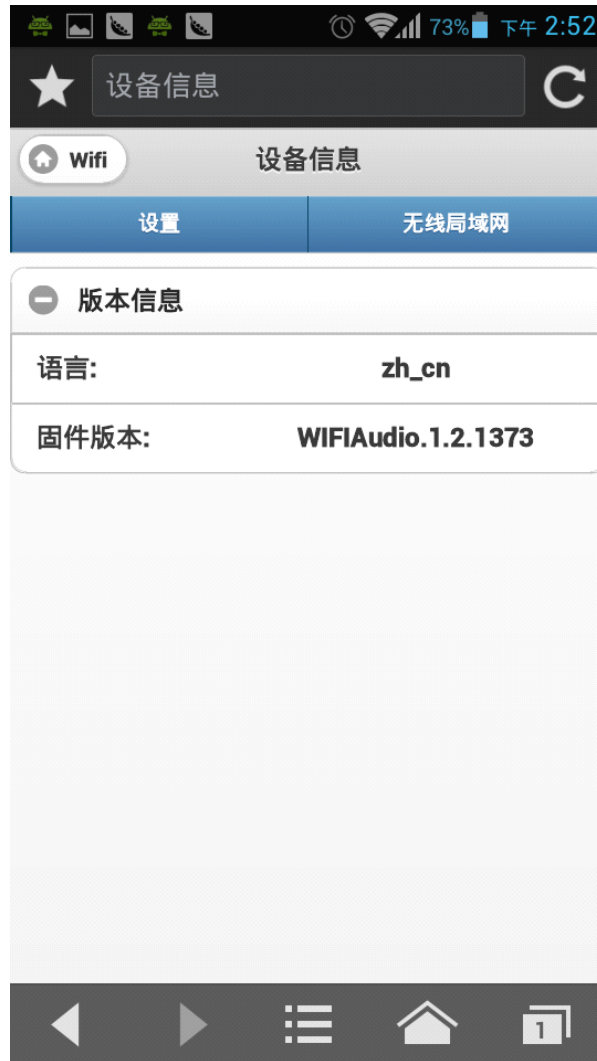 73% 下午 2:52
设备信息
Wifi 设备信息
设置 无线局域网
版本信息
语言: zh_cn
固件版本: WIFIAudio.1.2.1373
1